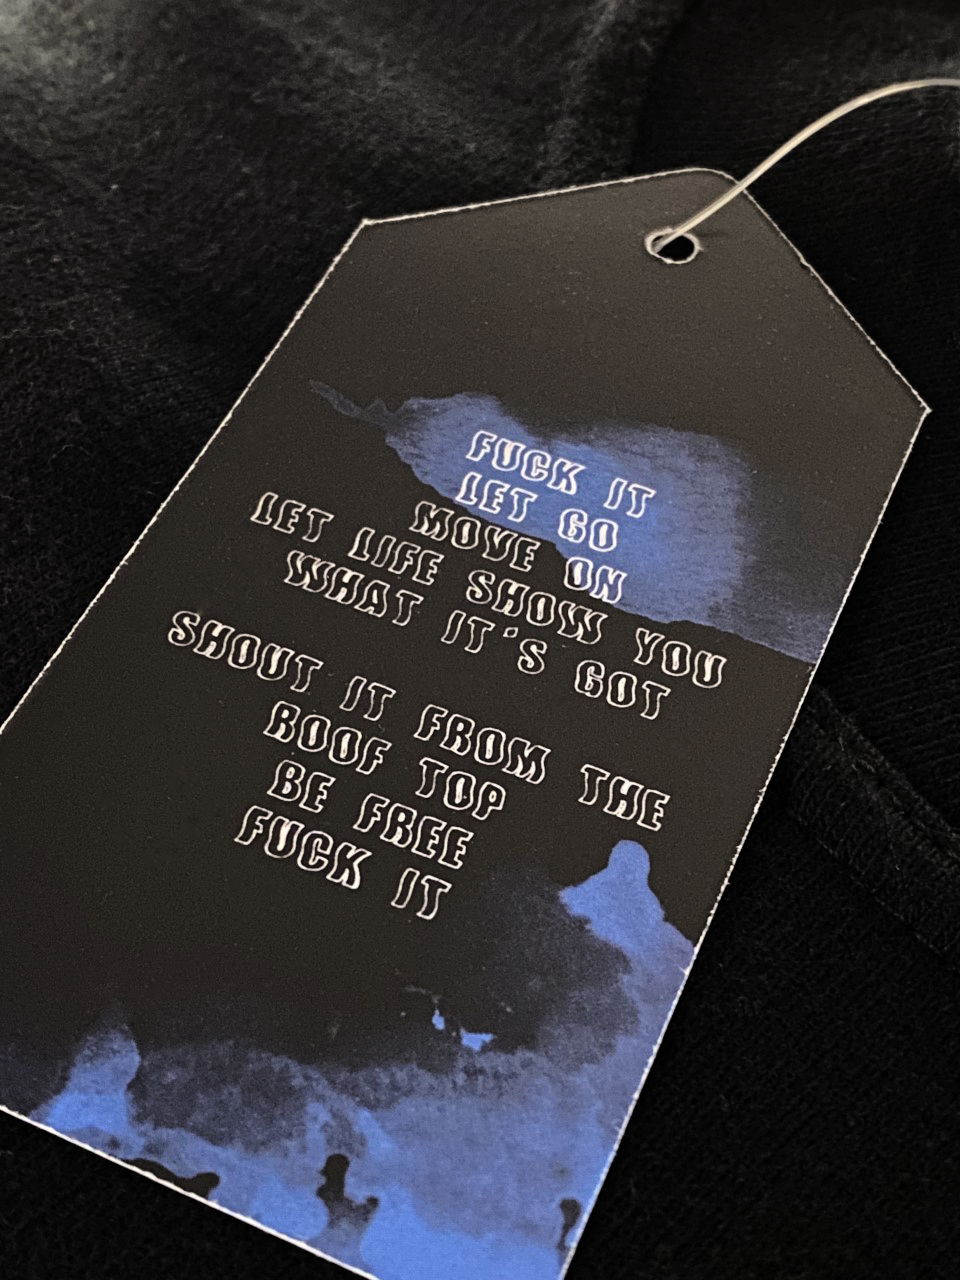 FUCK IT
LET GO
MOVE ON
LET LIFE SHOW YOU
WHAT IT'S GOT
SHOUT IT FROM THE
ROOF TOP
BE FREE
FUCK IT